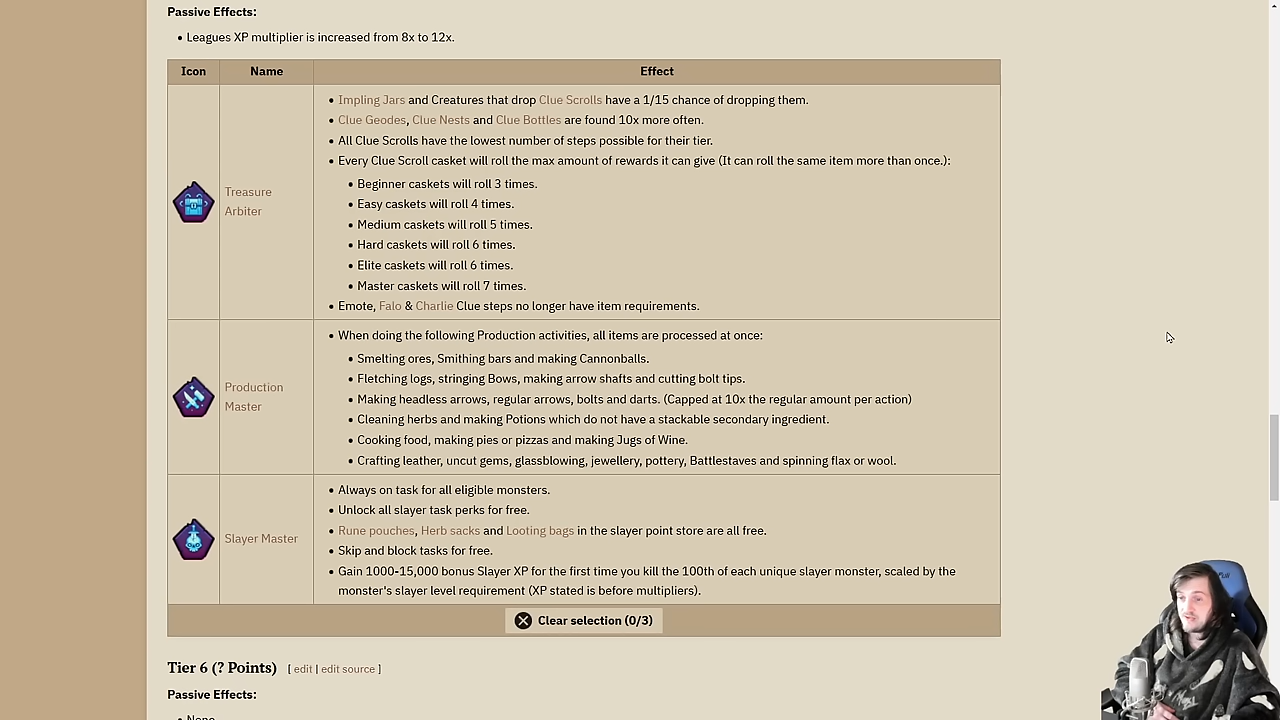 Passive Effects:
• Leagues XP multiplier is increased from 8x to 12x.
Icon Name Effect
Treasure Arbiter
• Impling Jars and Creatures that drop Clue Scrolls have a 1/15 chance of dropping them.
• Clue Geodes, Clue Nests and Clue Bottles are found 10x more often.
• All Clue Scrolls have the lowest number of steps possible for their tier.
• Every Clue Scroll casket will roll the max amount of rewards it can give (It can roll the same item more than once.):
• Beginner caskets will roll 3 times.
• Easy caskets will roll 4 times.
• Medium caskets will roll 5 times.
• Hard caskets will roll 6 times.
• Elite caskets will roll 6 times.
• Master caskets will roll 7 times.
• Emote, Falo & Charlie Clue steps no longer have item requirements.
Production Master
• When doing the following Production activities, all items are processed at once:
• Smelting ores, Smithing bars and making Cannonballs.
• Fletching logs, stringing Bows, making arrow shafts and cutting bolt tips.
• Making headless arrows, regular arrows, bolts and darts. (Capped at 10x the regular amount per action)
• Cleaning herbs and making Potions which do not have a stackable secondary ingredient.
• Cooking food, making pies or pizzas and making Jugs of Wine.
• Crafting leather, uncut gems, glassblowing, jewellery, pottery, Battlestaves and spinning flax or wool.
Slayer Master
• Always on task for all eligible monsters.
• Unlock all slayer task perks for free.
• Rune pouches, Herb sacks and Looting bags in the slayer point store are all free.
• Skip and block tasks for free.
• Gain 1000-15,000 bonus Slayer XP for the first time you kill the 100th of each unique slayer monster, scaled by the
monster's slayer level requirement (XP stated is before multipliers).
Clear selection (0/3)
Tier 6 (? Points) [ edit | edit source ]
Passive Effects:
• None